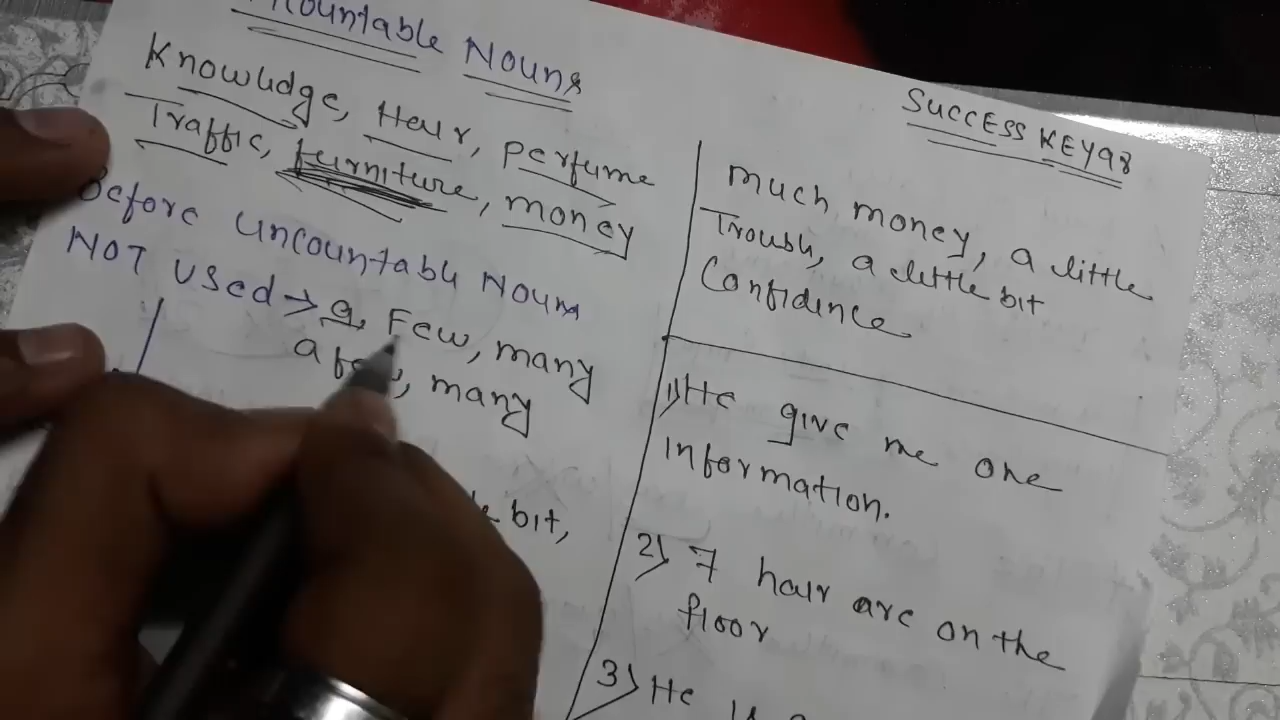 countable Nouns
SUCCESS KEY98
Knowledge, Hair, Perfume
Traffic, furniture, money
Before Uncountable Nouns
NOT used → a, Few, many
a few, many
bit,
much money, a little
Trouble, a little bit
Confidence
1) He give me one
information.
2) 7 hair are on the
floor
3) He